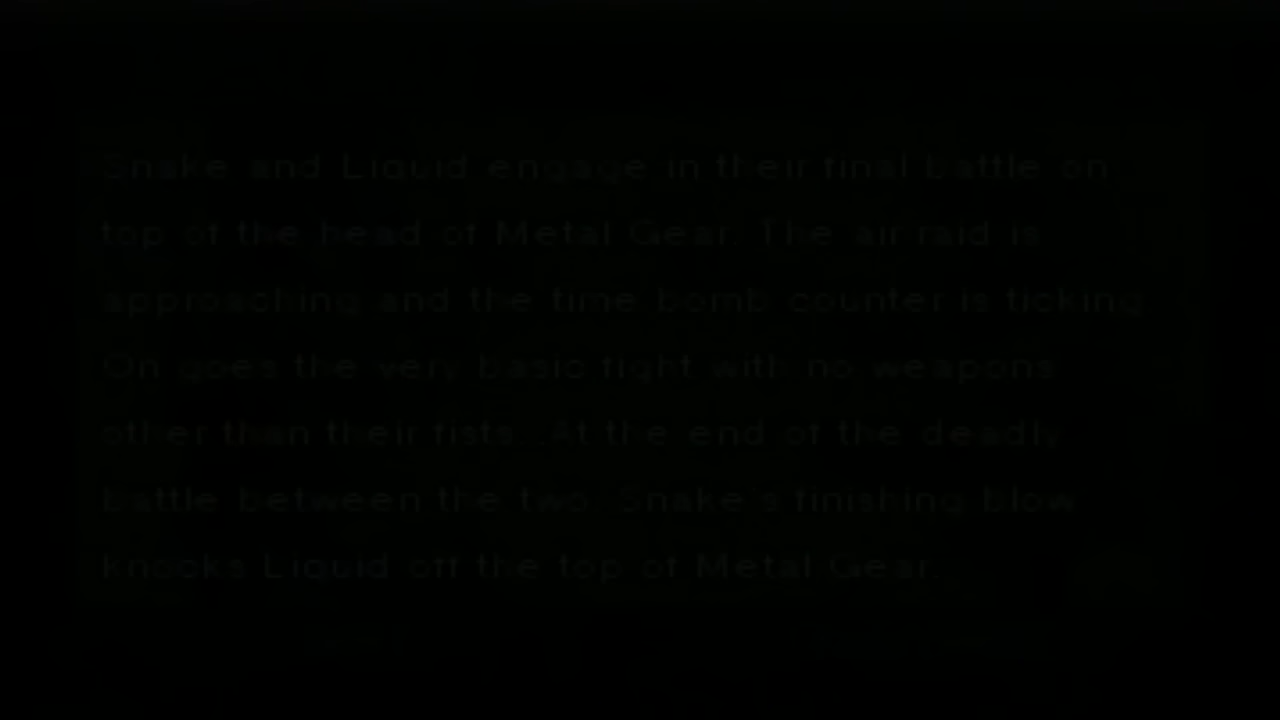 Snake and Liquid engage in their final battle on
top of the head of Metal Gear. The air raid is
approaching and the time bomb counter is ticking
On goes the very basic fight with no weapons
other than their fists...At the end of the deadly
battle between the two, Snake's finishing blow
knocks Liquid off the top of Metal Gear.